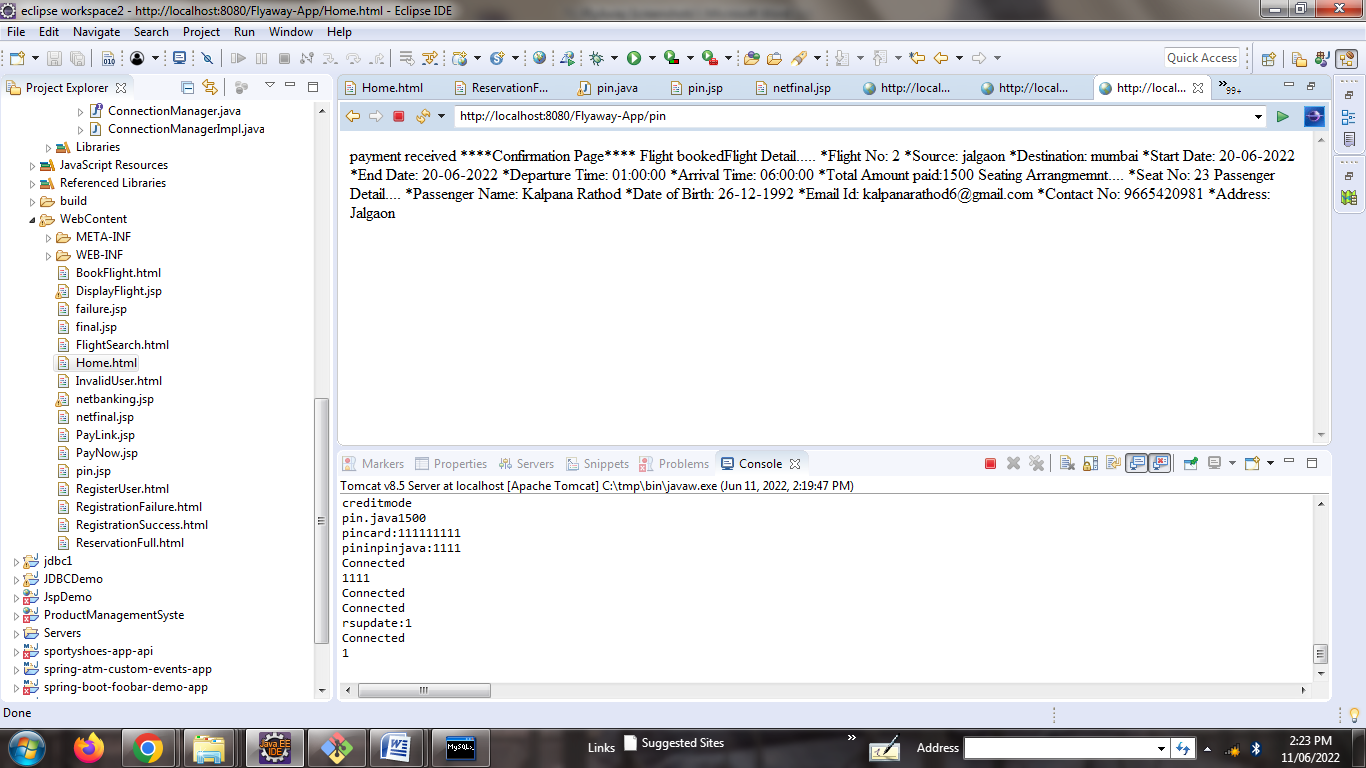 eclipse workspace2 - http://localhost:8080/Flyaway-App/Home.html - Eclipse IDE
File Edit Navigate Search Project Run Window Help
Quick Access
Project Explorer
ConnectionManager.java
ConnectionManagerImpl.java
Libraries
JavaScript Resources
Referenced Libraries
build
WebContent
META-INF
WEB-INF
BookFlight.html
DisplayFlight.jsp
failure.jsp
final.jsp
FlightSearch.html
Home.html
InvalidUser.html
netbanking.jsp
netfinal.jsp
PayLink.jsp
PayNow.jsp
pin.jsp
RegisterUser.html
RegistrationFailure.html
RegistrationSuccess.html
ReservationFull.html
jdbc1
JDBCDemo
JspDemo
ProductManagementSyste
Servers
sportyshoes-app-api
spring-atm-custom-events-app
spring-boot-foobar-demo-app
Home.html ReservationF... pin.java pin.jsp netfinal.jsp http://local... http://local... http://local... »99+
http://localhost:8080/Flyaway-App/pin
payment received ****Confirmation Page**** Flight bookedFlight Detail..... *Flight No: 2 *Source: jalgaon *Destination: mumbai *Start Date: 20-06-2022
*End Date: 20-06-2022 *Departure Time: 01:00:00 *Arrival Time: 06:00:00 *Total Amount paid:1500 Seating Arrangmemnt.... *Seat No: 23 Passenger
Detail.... *Passenger Name: Kalpana Rathod *Date of Birth: 26-12-1992 *Email Id: kalpanarathod6@gmail.com *Contact No: 9665420981 *Address:
Jalgaon
Markers Properties Servers Snippets Problems Console
Tomcat v8.5 Server at localhost [Apache Tomcat] C:\tmp\bin\javaw.exe (Jun 11, 2022, 2:19:47 PM)
creditmode
pin.java1500
pincard:111111111
pininpinjava:1111
Connected
1111
Connected
Connected
rsupdate:1
Connected
1
Done
Java EE IDE
MySQL
Links Suggested Sites »
Address
2:23 PM
11/06/2022